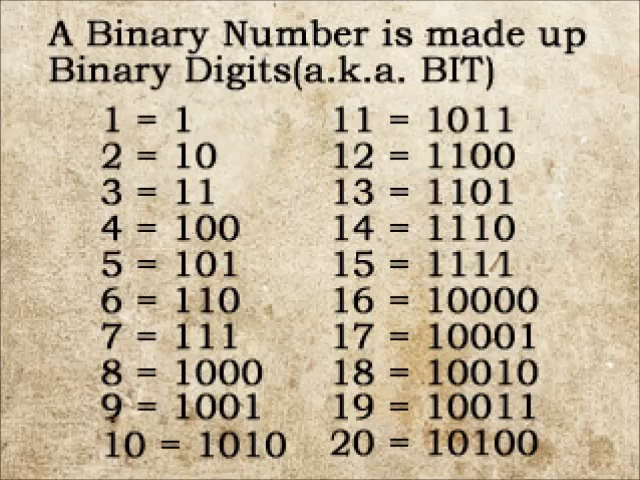 A Binary Number is made up
Binary Digits(a.k.a. BIT)
1 = 1
2 = 10
3 = 11
4 = 100
5 = 101
6 = 110
7 = 111
8 = 1000
9 = 1001
10 = 1010
11 = 1011
12 = 1100
13 = 1101
14 = 1110
15 = 1111
16 = 10000
17 = 10001
18 = 10010
19 = 10011
20 = 10100